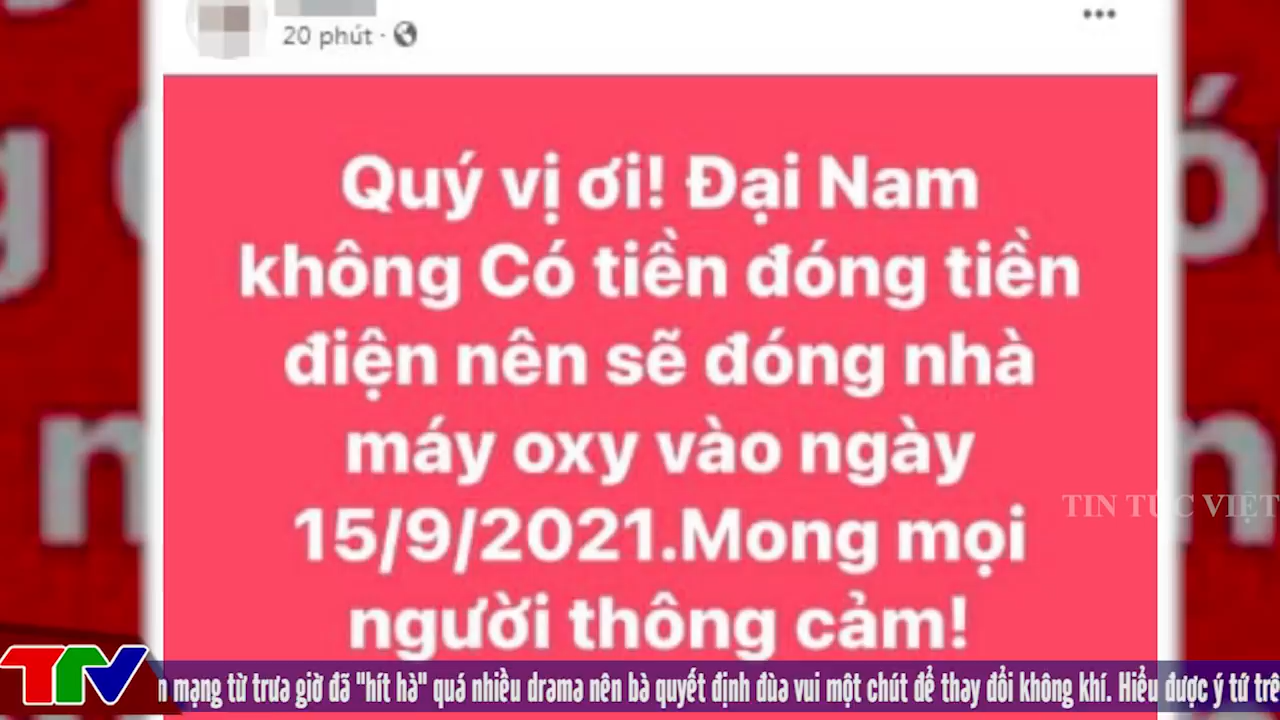 20 phút ·
Quý vị ơi! Đại Nam
không Có tiền đóng tiền
điện nên sẽ đóng nhà
máy oxy vào ngày
15/9/2021.Mong mọi
người thông cảm!
TIN TỨC VIỆT
TTV
mạng từ trưa giờ đã "hít hà" quá nhiều drama nên bà quyết định đùa vui một chút để thay đổi không khí. Hiểu được ý tứ trê